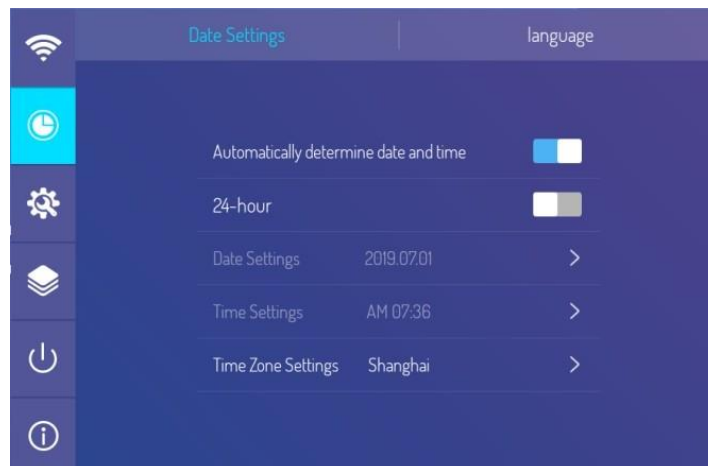 Date Settings language
Automatically determine date and time
24-hour
Date Settings 2019.07.01
Time Settings AM 07:36
Time Zone Settings Shanghai